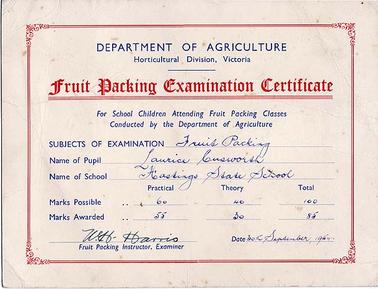 DEPARTMENT OF AGRICULTURE
Horticultural Division, Victoria
Fruit Packing Examination Certificate
For School Children Attending Fruit Packing Classes
Conducted by the Department of Agriculture
SUBJECTS OF EXAMINATION Fruit Packing
Name of Pupil
Name of School Hastings State School
Practical Theory Total
Marks Possible .. 60 40 100
Marks Awarded .. 55 30 85
Harris Date September,
Fruit Packing Instructor, Examiner